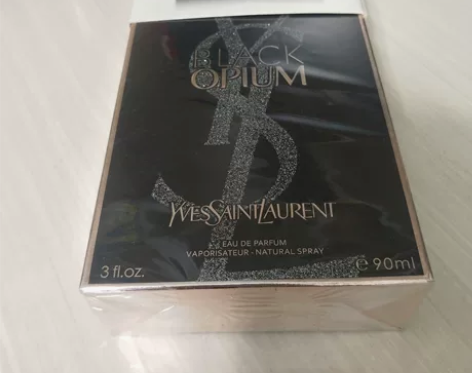 BLACK
OPIUM
YVESSAINTLAURENT
EAU DE PARFUM
VAPORISATEUR - NATURAL SPRAY
3 fl.oz.
e 90ml